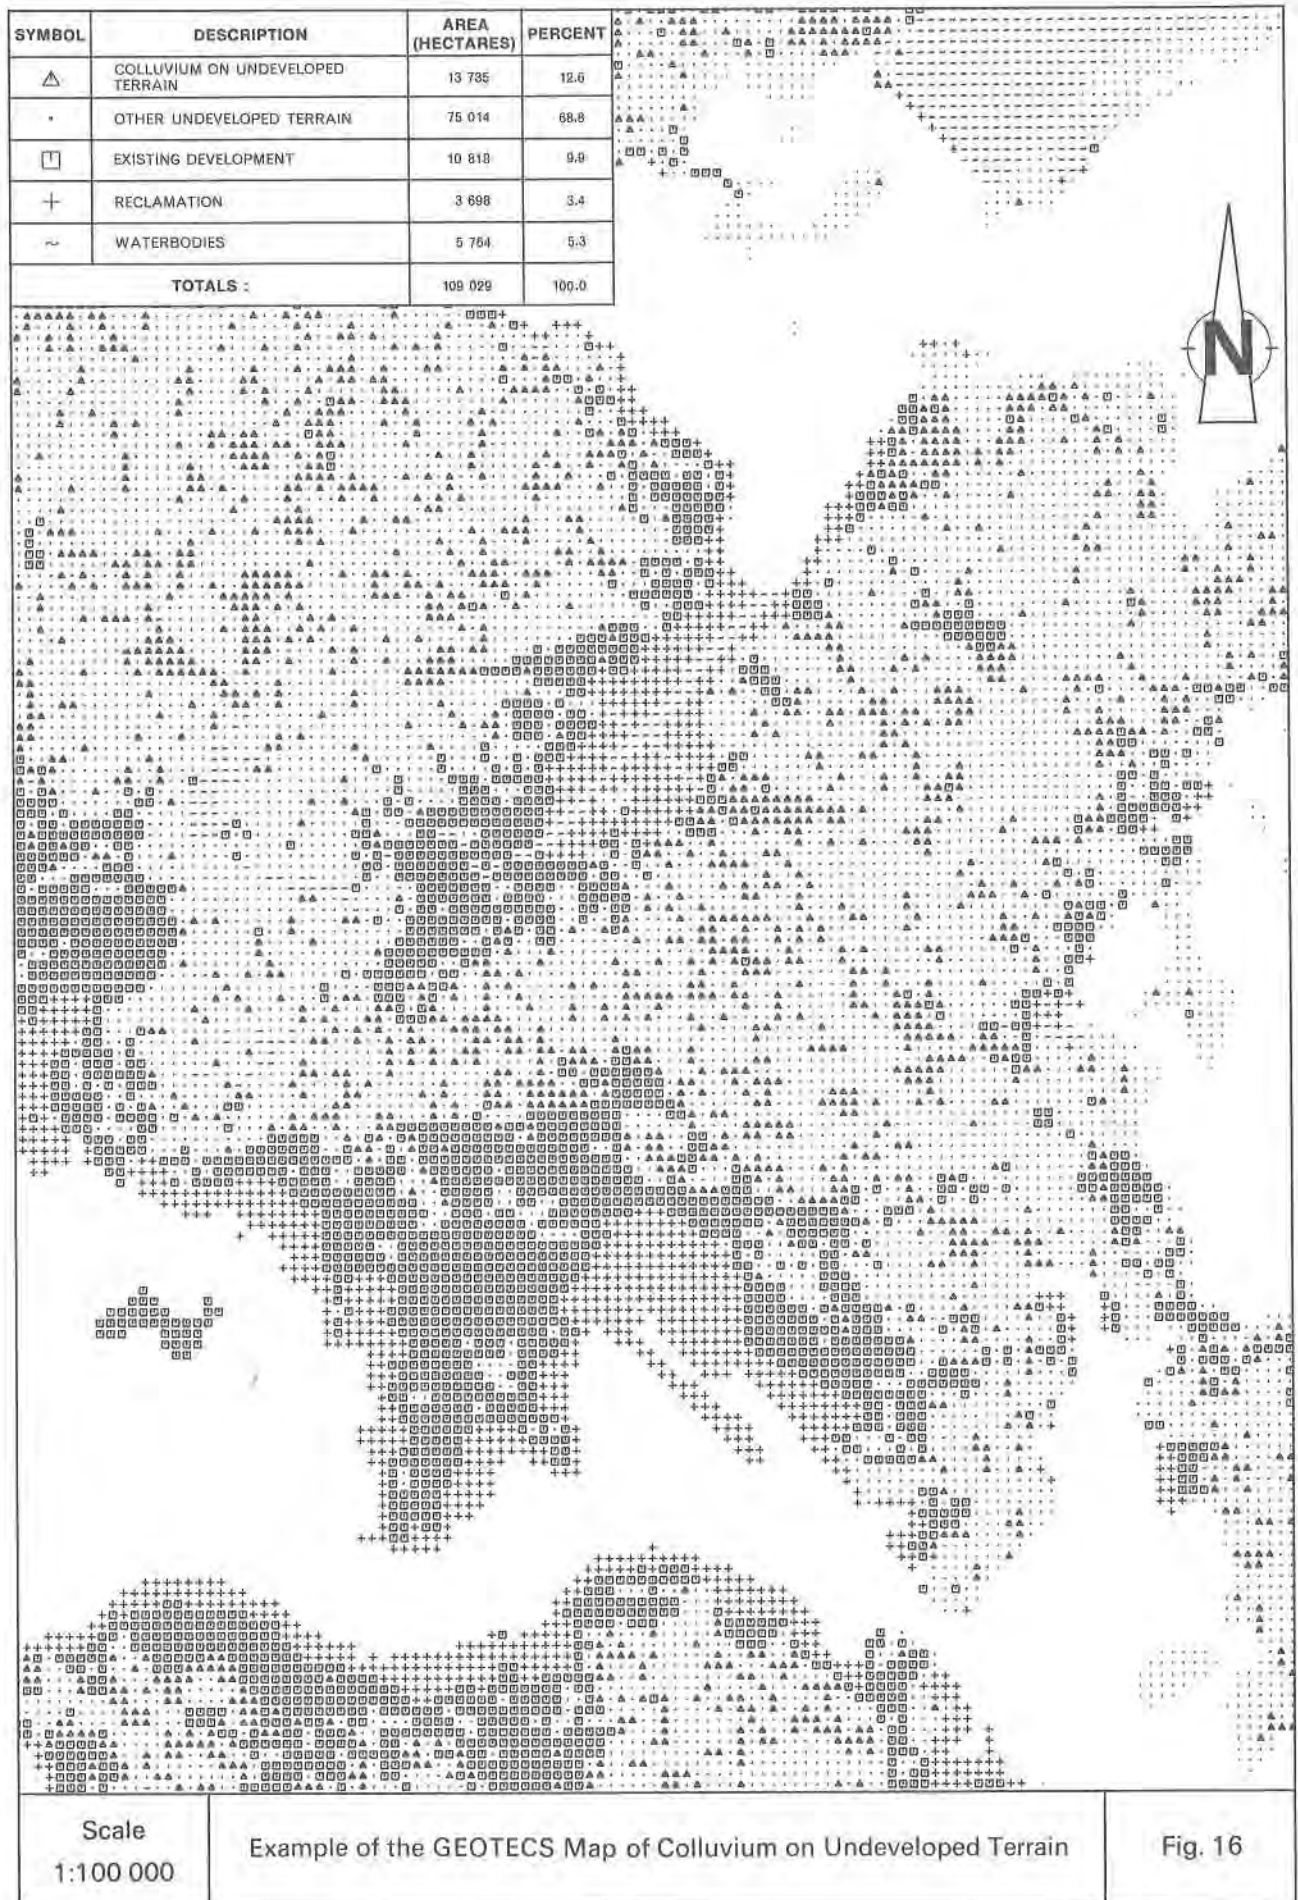 SYMBOL DESCRIPTION AREA (HECTARES) PERCENT
COLLUVIUM ON UNDEVELOPED TERRAIN 13 735 12.6
OTHER UNDEVELOPED TERRAIN 75 014 68.8
EXISTING DEVELOPMENT 10 818 9.9
+ RECLAMATION 3 698 3.4
~ WATERBODIES 5 764 5.3
TOTALS : 109 029 100.0
N
Scale
1:100 000
Example of the GEOTECS Map of Colluvium on Undeveloped Terrain
Fig. 16